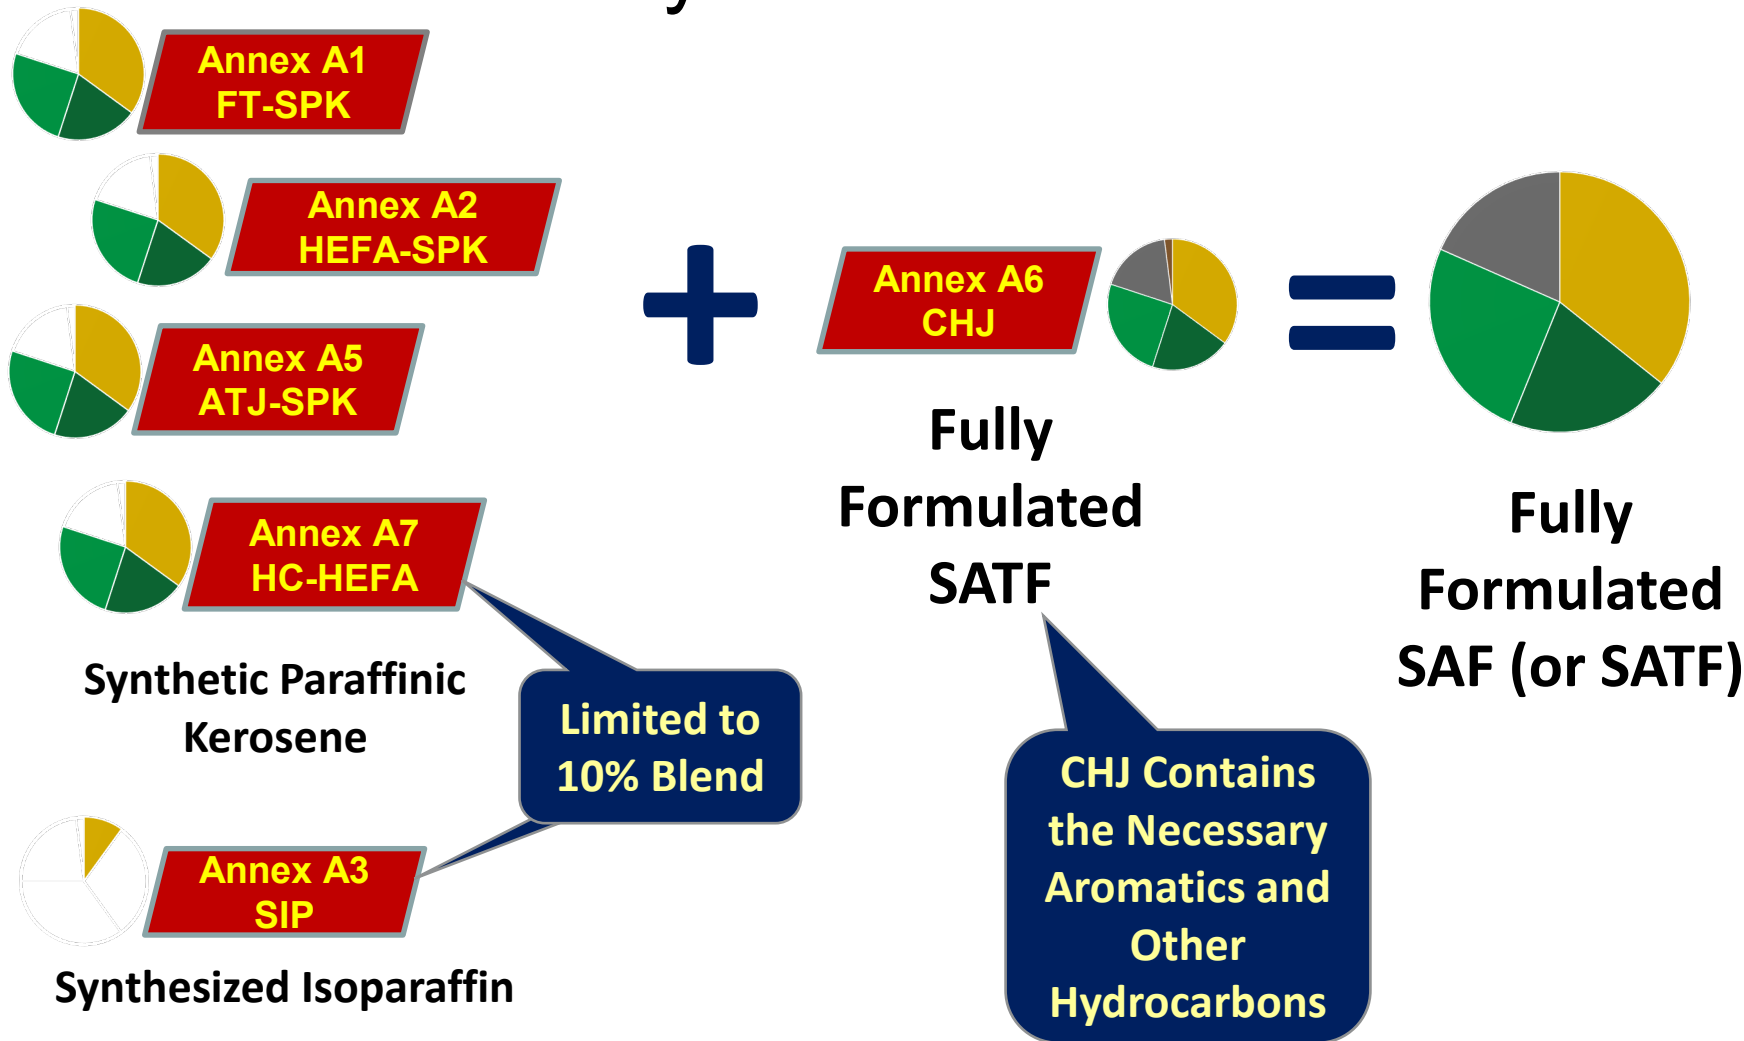 Annex A1
FT-SPK
Annex A2
HEFA-SPK
Annex A5
ATJ-SPK
Annex A7
HC-HEFA
Synthetic Paraffinic
Kerosene
Limited to
10% Blend
Annex A3
SIP
Synthesized Isoparaffin
+
Annex A6
CHJ
Fully
Formulated
SATF
CHJ Contains
the Necessary
Aromatics and
Other
Hydrocarbons
=
Fully
Formulated
SAF (or SATF)